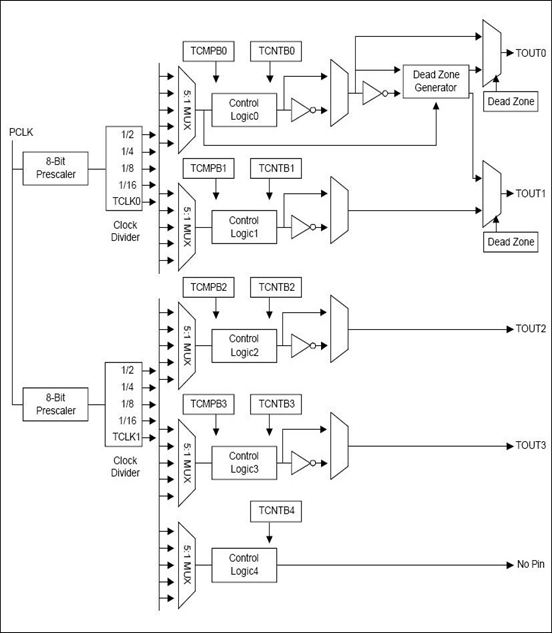 TCMPB0
TCNTB0
TOUT0
5:1 MUX
Control
Logic0
Dead Zone
Generator
Dead Zone
PCLK
8-Bit
Prescaler
1/2
1/4
1/8
1/16
TCLK0
Clock
Divider
TCMPB1
TCNTB1
5:1 MUX
Control
Logic1
TOUT1
Dead Zone
TCMPB2
TCNTB2
5:1 MUX
Control
Logic2
TOUT2
8-Bit
Prescaler
1/2
1/4
1/8
1/16
TCLK1
Clock
Divider
TCMPB3
TCNTB3
5:1 MUX
Control
Logic3
TOUT3
TCNTB4
5:1 MUX
Control
Logic4
No Pin